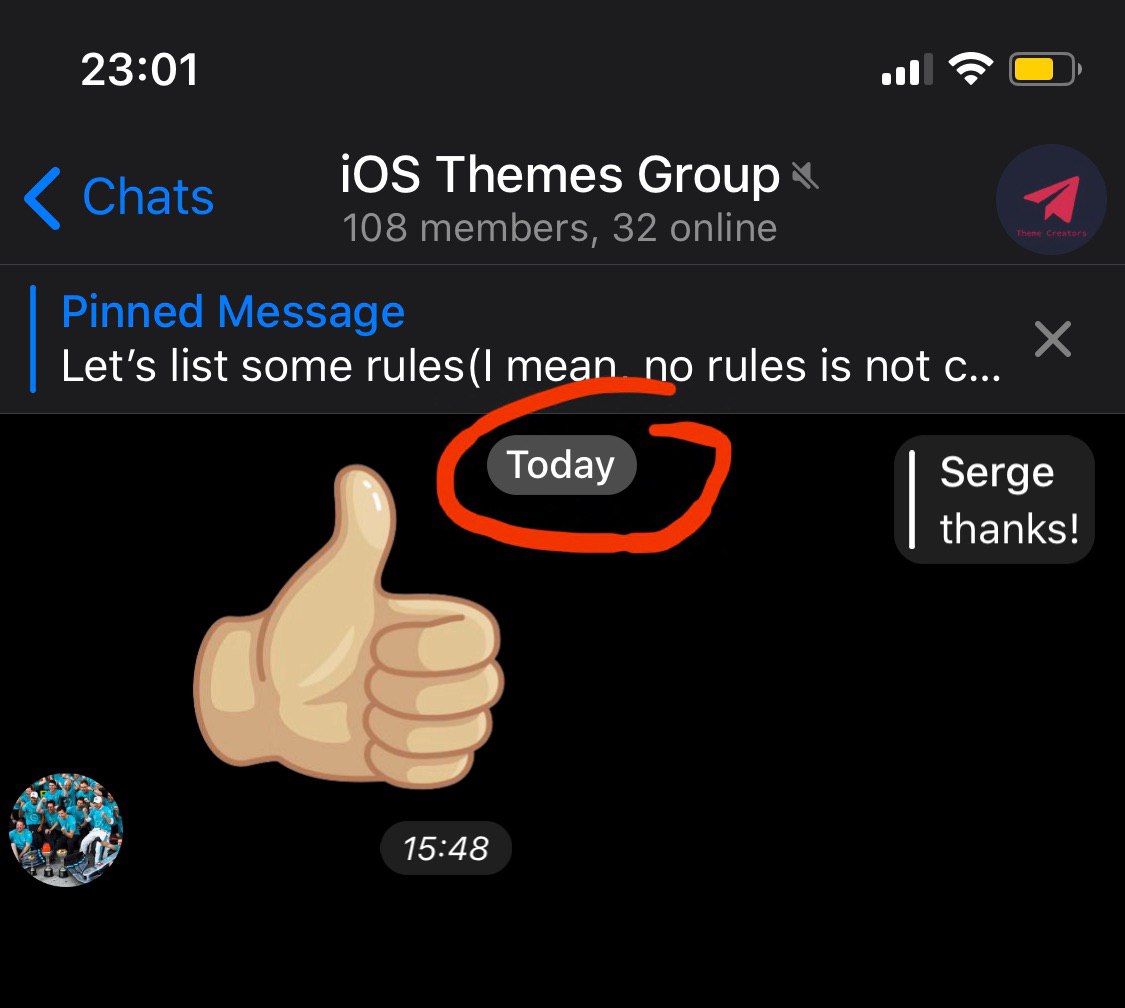 23:01
Chats
iOS Themes Group
108 members, 32 online
Theme Creators
Pinned Message
Let’s list some rules(I mean, no rules is not c...
Today
Serge
thanks!
15:48